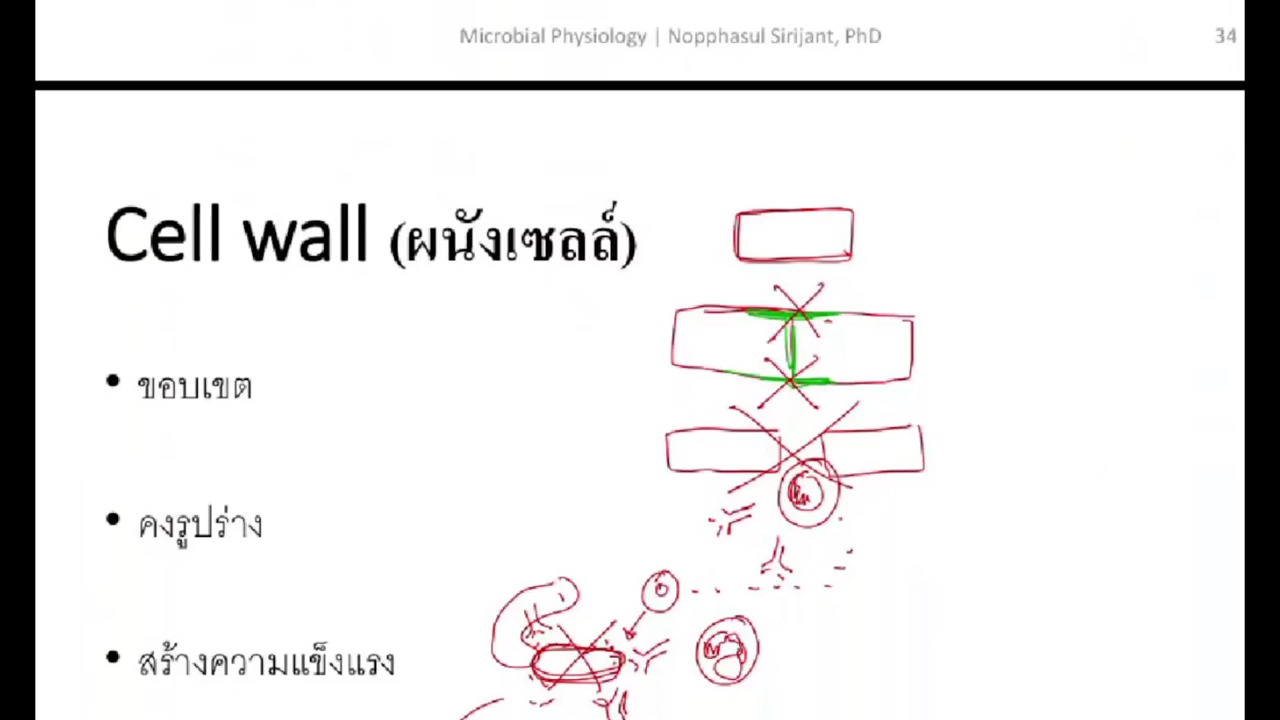 Microbial Physiology | Nopphasul Sirijant, PhD 34
Cell wall (ผนังเซลล์)
• ขอบเขต
• คงรูปร่าง
• สร้างความแข็งแรง